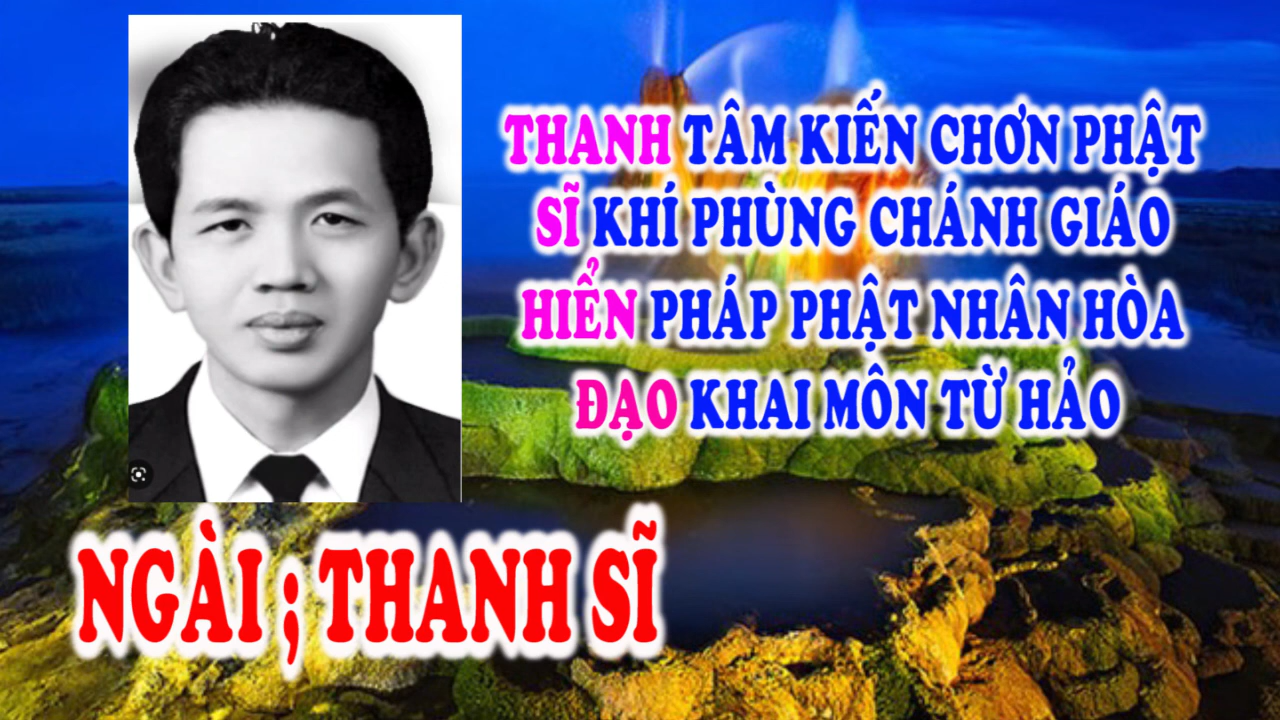 THANH TÂM KIẾN CHƠN PHẬT
SĨ KHÍ PHÙNG CHÁNH GIÁO
HIỂN PHÁP PHẬT NHÂN HÒA
ĐẠO KHAI MÔN TỪ HẢO
NGÀI ; THANH SĨ